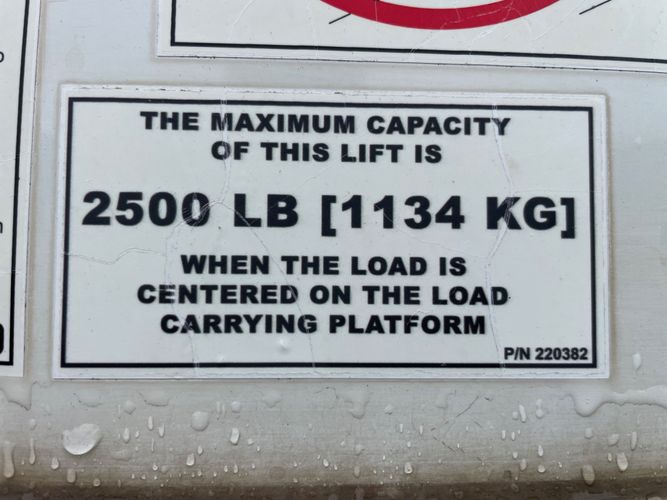 THE MAXIMUM CAPACITY
OF THIS LIFT IS
2500 LB [1134 KG]
WHEN THE LOAD IS
CENTERED ON THE LOAD
CARRYING PLATFORM
P/N 220382